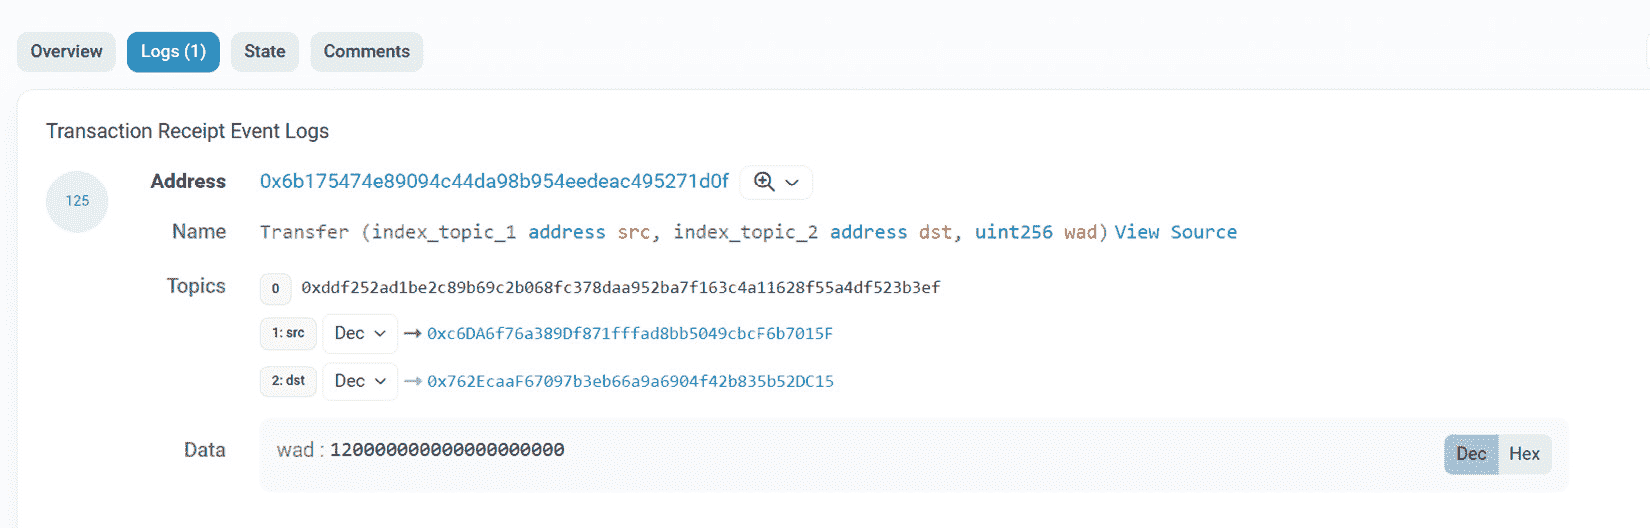 Overview Logs (1) State Comments
Transaction Receipt Event Logs
125
Address 0x6b175474e89094c44da98b954eedeac495271d0f
Name Transfer (index_topic_1 address src, index_topic_2 address dst, uint256 wad) View Source
Topics 0 0xddf252ad1be2c89b69c2b068fc378daa952ba7f163c4a11628f55a4df523b3ef
1: src Dec → 0xc6DA6f76a389Df871fffad8bb5049cbcF6b7015F
2: dst Dec → 0x762EcaaF67097b3eb66a9a6904f42b835b52DC15
Data wad : 120000000000000000000 Dec Hex